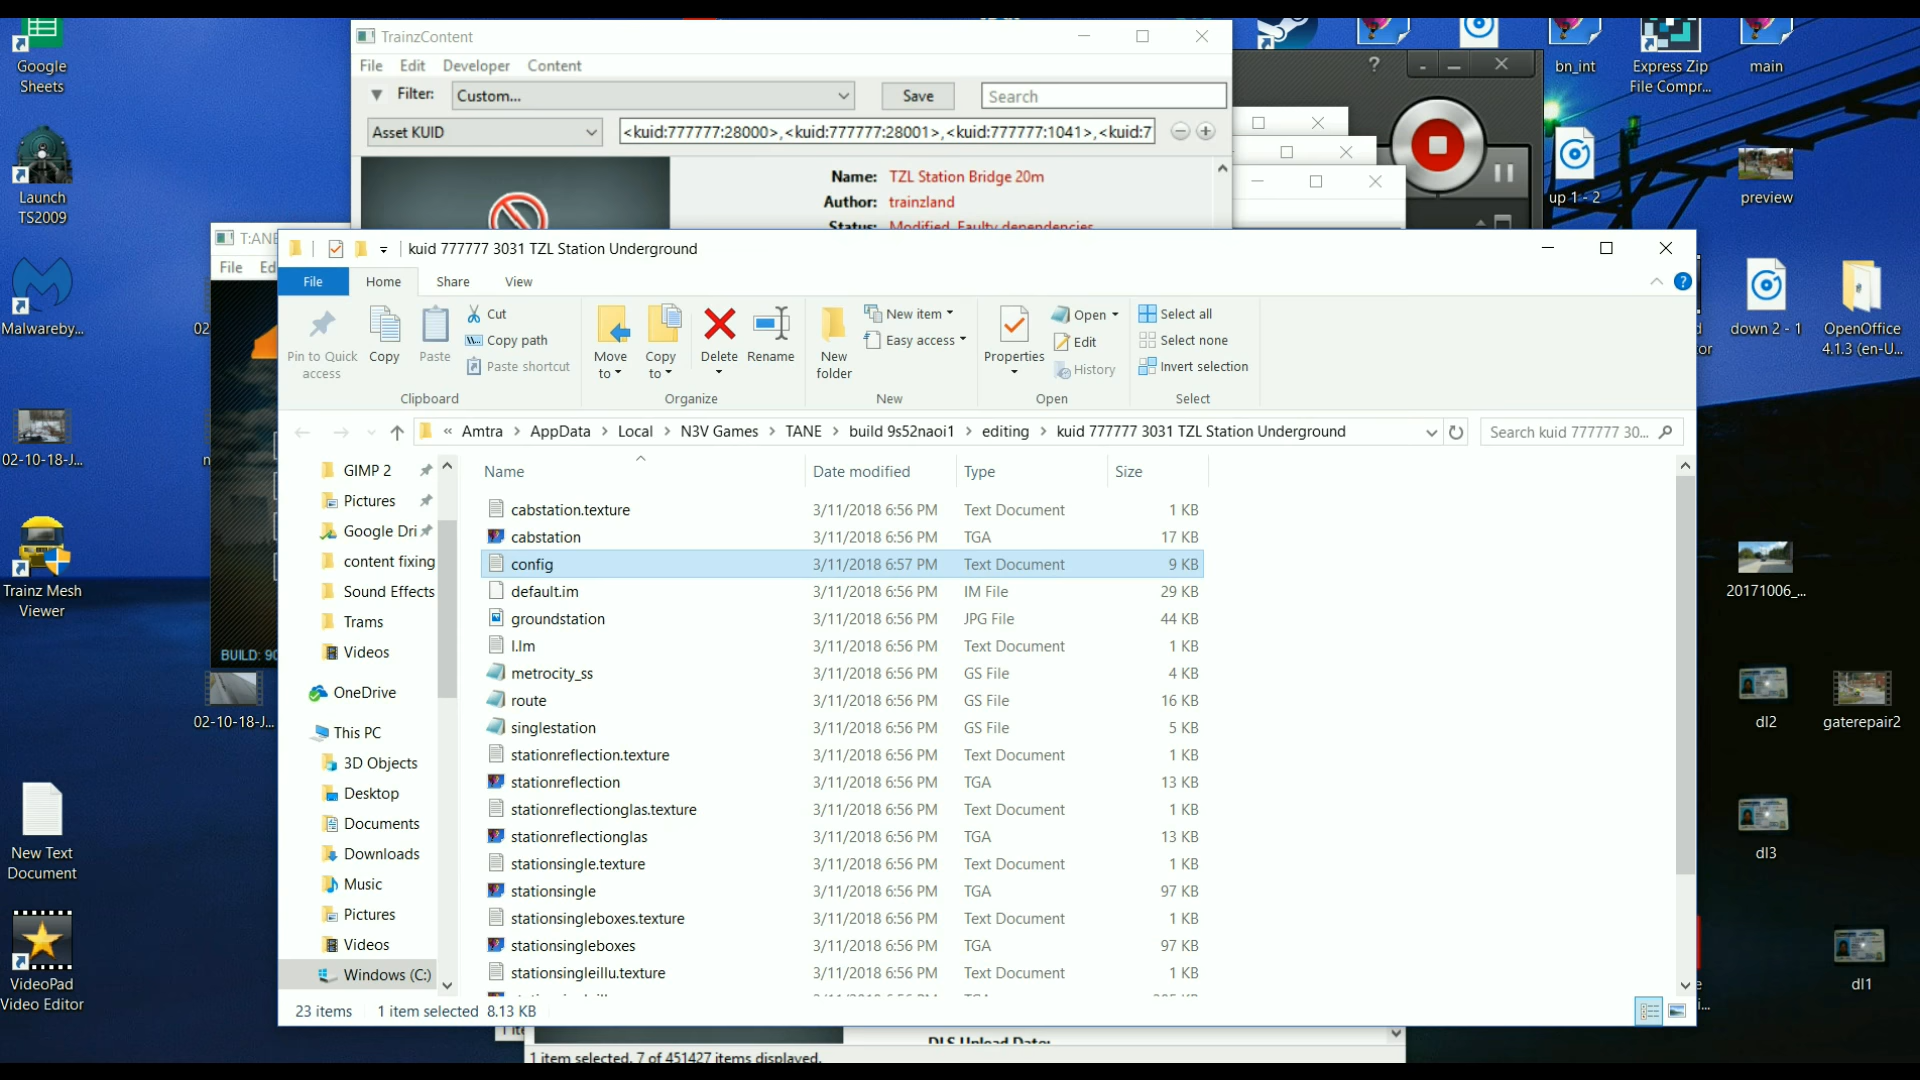 Google
Sheets
Launch
TS2009
Malwareby...
02-10-18-J...
Trainz Mesh
Viewer
New Text
Document
VideoPad
Video Editor
02-10-18-J...
TrainzContent
File Edit Developer Content
Filter: Custom... Save Search
Asset KUID <kuid:777777:28000>,<kuid:777777:28001>,<kuid:777777:1041>,<kuid:7
Name: TZL Station Bridge 20m
Author: trainzland
Status: Modified, Faulty dependencies
T:ANE
File Ed
BUILD: 90
kuid 777777 3031 TZL Station Underground
File Home Share View
Pin to Quick access
Copy
Paste
Cut
Copy path
Paste shortcut
Clipboard
Move to
Copy to
Delete
Rename
Organize
New folder
New item
Easy access
New
Properties
Open
Edit
History
Open
Select all
Select none
Invert selection
Select
« Amtra > AppData > Local > N3V Games > TANE > build 9s52naoi1 > editing > kuid 777777 3031 TZL Station Underground
Search kuid 777777 30...
GIMP 2
Pictures
Google Dri
content fixing
Sound Effects
Trams
Videos
OneDrive
This PC
3D Objects
Desktop
Documents
Downloads
Music
Pictures
Videos
Windows (C:)
Name Date modified Type Size
cabstation.texture 3/11/2018 6:56 PM Text Document 1 KB
cabstation 3/11/2018 6:56 PM TGA 17 KB
config 3/11/2018 6:57 PM Text Document 9 KB
default.im 3/11/2018 6:56 PM IM File 29 KB
groundstation 3/11/2018 6:56 PM JPG File 44 KB
l.lm 3/11/2018 6:56 PM Text Document 1 KB
metrocity_ss 3/11/2018 6:56 PM GS File 4 KB
route 3/11/2018 6:56 PM GS File 16 KB
singlestation 3/11/2018 6:56 PM GS File 5 KB
stationreflection.texture 3/11/2018 6:56 PM Text Document 1 KB
stationreflection 3/11/2018 6:56 PM TGA 13 KB
stationreflectionglas.texture 3/11/2018 6:56 PM Text Document 1 KB
stationreflectionglas 3/11/2018 6:56 PM TGA 13 KB
stationsingle.texture 3/11/2018 6:56 PM Text Document 1 KB
stationsingle 3/11/2018 6:56 PM TGA 97 KB
stationsingleboxes.texture 3/11/2018 6:56 PM Text Document 1 KB
stationsingleboxes 3/11/2018 6:56 PM TGA 97 KB
stationsingleillu.texture 3/11/2018 6:56 PM Text Document 1 KB
23 items 1 item selected 8.13 KB
DLS Upload Date:
1 item selected, 7 of 451427 items displayed.
bn_int
Express Zip
File Compr...
main
up 1 - 2
preview
down 2 - 1
OpenOffice
4.1.3 (en-U...
20171006_...
dl2
gaterepair2
dl3
dl1